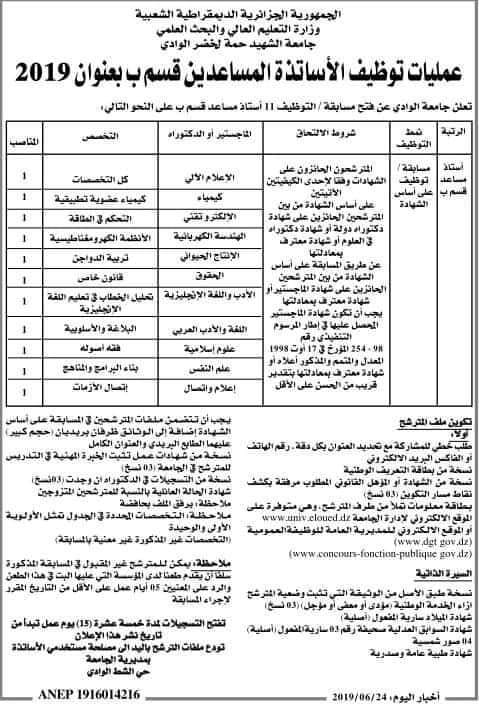 الجمهورية الجزائرية الديمقراطية الشعبية
وزارة التعليم العالي والبحث العلمي
جامعة الشهيد حمة لخضر الوادي
عمليات توظيف الأساتذة المساعدين قسم ب بعنوان 2019
تعلن جامعة الوادي عن فتح مسابقة / التوظيف 11 أستاذ مساعد قسم ب على النحو التالي:
الرتبة
نمط التوظيف
شروط الالتحاق
الماجستير أو الدكتوراه
التخصص
المناصب
أستاذ
مساعد
قسم ب
مسابقة /
توظيف
على أساس
الشهادة
المترشحون الحائزون على
الشهادات وفقا لإحدى الكيفيتين
الآتيتين
على أساس الشهادة من بين
المترشحين الحائزين على شهادة
دكتوراه دولة أو شهادة دكتوراه
في العلوم أو شهادة معترف
بمعادلتها
عن طريق المسابقة على أساس
الشهادة من بين المترشحين
الحائزين على شهادة الماجستير أو
شهادة معترف بمعادلتها
يجب أن تكون شهادة الماجستير
المحصل عليها في إطار المرسوم
التنفيذي رقم
98 - 254 المؤرخ في 17 أوت 1998
المعدل والمتمم والمذكور أعلاه أو
شهادة معترف بمعادلتها بتقدير
قريب من الحسن على الأقل
الإعلام الآلي كل التخصصات 1
كيمياء كيمياء عضوية تطبيقية 1
الالكتروتقني التحكم في الطاقة 1
الهندسة الكهربائية الأنظمة الكهرومغناطيسية 1
الإنتاج الحيواني تربية الدواجن 1
الحقوق قانون خاص 1
الأدب واللغة الإنجليزية تحليل الخطاب في تعليم اللغة الإنجليزية 1
اللغة والأدب العربي البلاغة والأسلوبية 1
علوم إسلامية فقه أصوله 1
علم النفس بناء البرامج والمناهج 1
إعلام واتصال إتصال الأزمات 1
تكوين ملف المترشح
أولا:
طلب خطي للمشاركة مع تحديد العنوان بكل دقة ، رقم الهاتف
أو الفاكس البريد الالكتروني
نسخة من بطاقة التعريف الوطنية
نسخة من الشهادة أو المؤهل القانوني المطلوب مرفقة بكشف
نقاط مسار التكوين (03 نسخ)
بطاقة معلومات تملأ من طرف المترشح، وهي متوفرة على
الموقع الالكتروني لإدارة الجامعة www.univ.eloued.dz
أو الموقع الالكتروني للمديرية العامة للوظيفة العمومية
(www.dgt gov.dz)
(www.concours-fonction-publique gov.dz)
السيرة الذاتية
نسخة طبق الأصل من الوثيقة التي تثبت وضعية المترشح
إزاء الخدمة الوطنية (مؤدى أو معفى أو مؤجل) (03 نسخ)
شهادة الميلاد سارية المفعول (أصلية)
شهادة السوابق العدلية صحيفة رقم 03 سارية المفعول (أصلية)
04 صور شمسية
شهادة طبية عامة وصدرية
يجب أن تتضمن ملفات المترشحين في المسابقة على أساس
الشهادة إضافة إلى الوثائق ظرفان بريديان (حجم كبير)
عليهما الطابع البريدي والعنوان الكامل
نسخة من شهادات عمل تثبت الخبرة المهنية في التدريس
للمترشح في الجامعة (03 نسخ)
نسخة من التسجيلات في الدكتوراه ان وجدت (03 نسخ)
شهادة الحالة العائلية بالنسبة للمترشحين المتزوجين
ملاحظة: يرفق الملف بحافظة
ملاحظة: التخصصات المحددة في الجدول تمثل الأولوية
الأولى والوحيدة
(التخصصات غير المذكورة غير معنية بالمسابقة)
ملاحظة: يمكن للمترشح غير المقبول في المسابقة المذكورة
سلفا أن يقدم طعنا لدى المؤسسة التي عليها البت في هذا الطعن
والرد على المعنيين 05 أيام عمل على الأقل من التاريخ المقرر
لإجراء المسابقة
تفتح التسجيلات لمدة خمسة عشرة (15) يوم عمل تبدأ من
تاريخ نشر هذا الإعلان
تودع ملفات الترشح باليد الى مصلحة مستخدمي الأساتذة
بمديرية الجامعة
حي الشط الوادي
أخبار اليوم: 2019/06/24
ANEP 1916014216